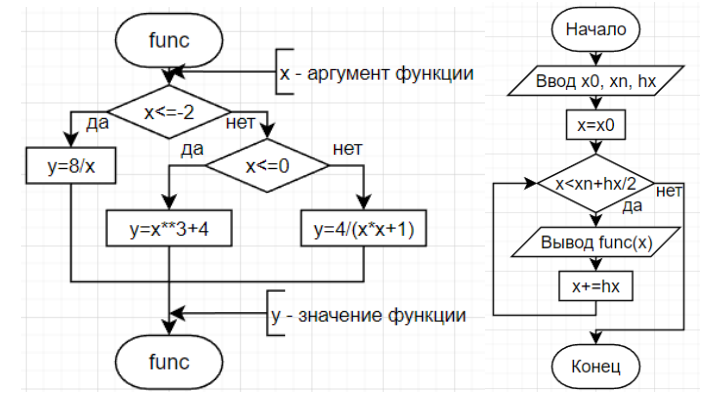 func
x - аргумент функции
x<=-2
да
нет
y=8/x
x<=0
да
нет
y=x**3+4
y=4/(x*x+1)
y - значение функции
func
Начало
Ввод x0, xn, hx
x=x0
x<xn+hx/2
нет
да
Вывод func(x)
x+=hx
Конец